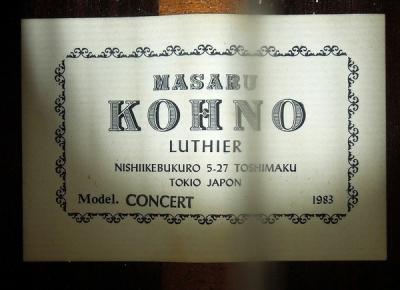 MASARU
KOHNO
LUTHIER
NISHIIKEBUKURO 5-27 TOSHIMAKU
TOKIO JAPON
Model. CONCERT 1983